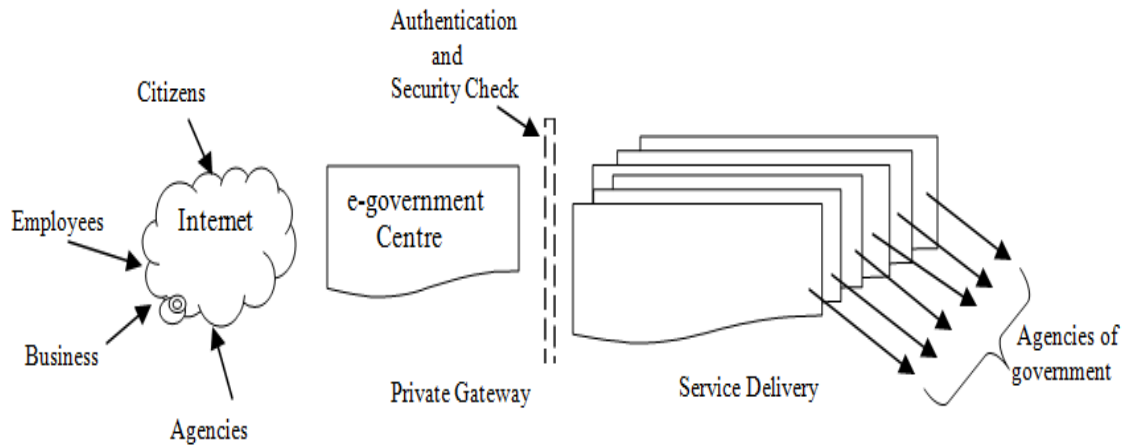 Authentication
and
Security Check
Citizens
Employees
Internet
e-government
Centre
Business
Agencies
Private Gateway
Service Delivery
Agencies of
government